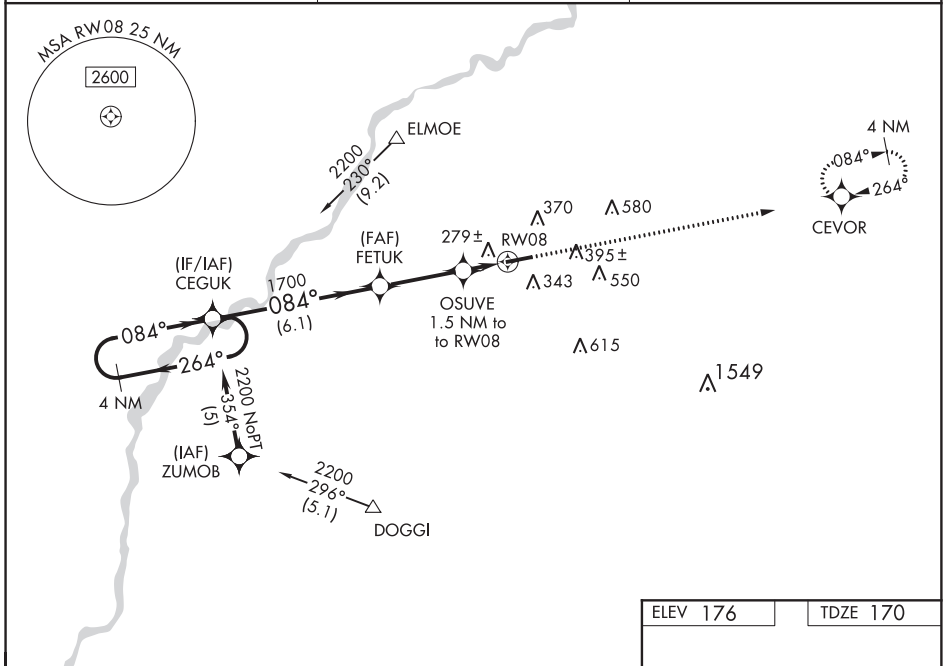 MSA RW08 25 NM
2600
ELMOE
2200
230°
(9.2)
4 NM
084°
264°
CEVOR
370
580
279±
RW08
395±
343
550
(FAF)
FETUK
(IF/IAF)
CEGUK
1700
084°
(6.1)
OSUVE
1.5 NM to
to RW08
084°
264°
4 NM
615
1549
2200 NoPT
354°
(5)
(IAF)
ZUMOB
2200
296°
(5.1)
DOGGI
ELEV 176
TDZE 170